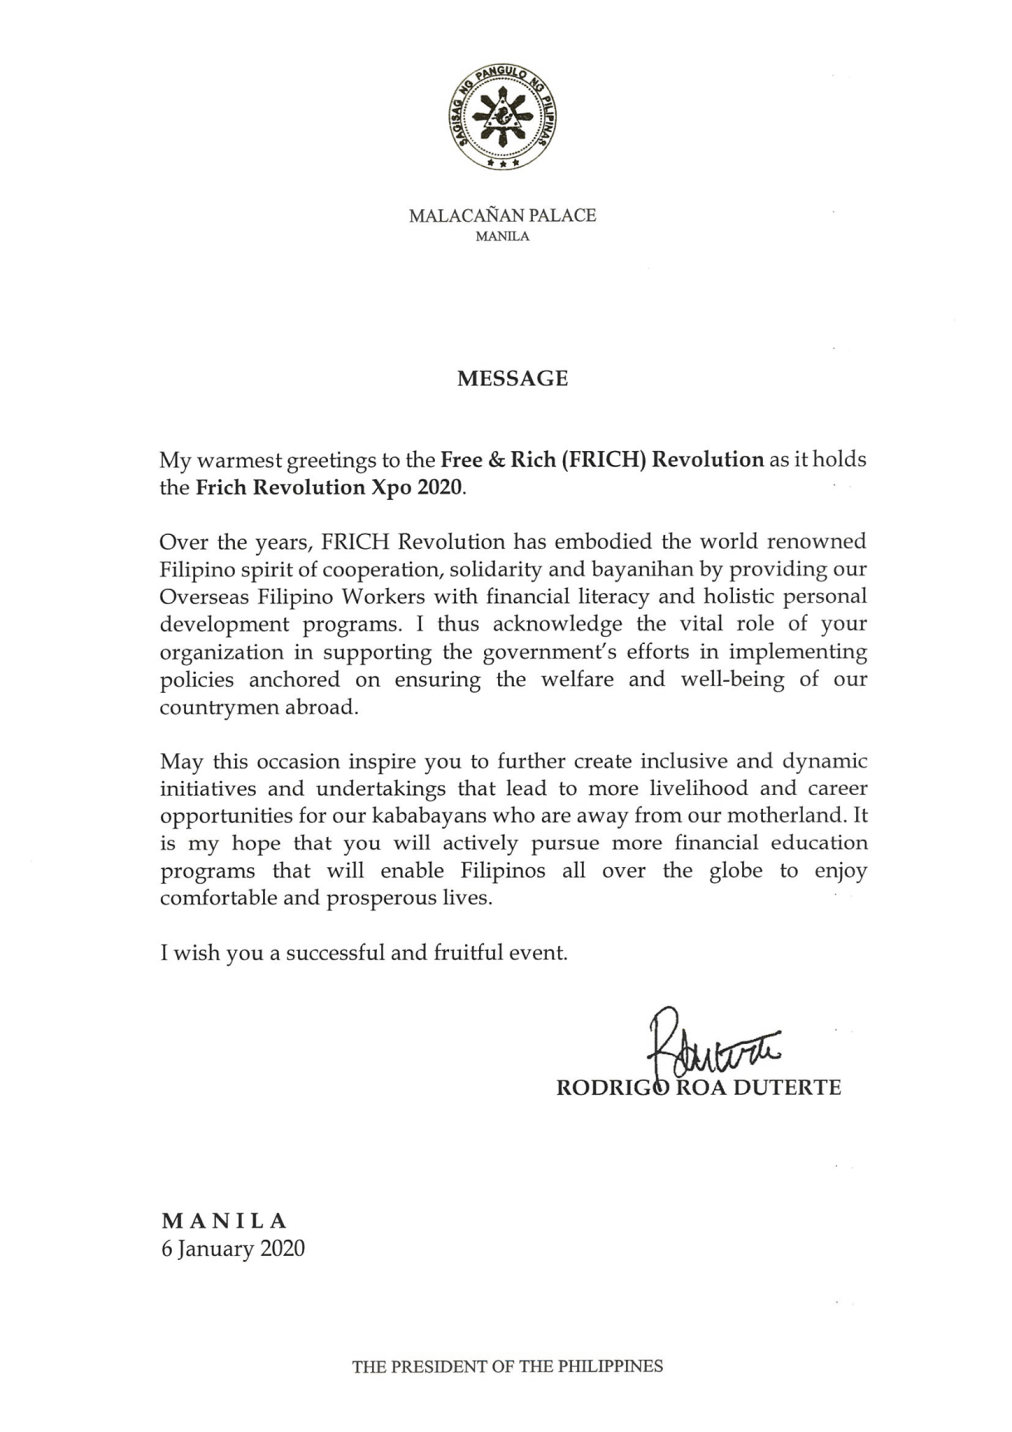 SAGISAG NG PANGULO NG PILIPINAS
MALACAÑAN PALACE
MANILA
MESSAGE
My warmest greetings to the Free & Rich (FRICH) Revolution as it holds
the Frich Revolution Xpo 2020.
Over the years, FRICH Revolution has embodied the world renowned
Filipino spirit of cooperation, solidarity and bayanihan by providing our
Overseas Filipino Workers with financial literacy and holistic personal
development programs. I thus acknowledge the vital role of your
organization in supporting the government's efforts in implementing
policies anchored on ensuring the welfare and well-being of our
countrymen abroad.
May this occasion inspire you to further create inclusive and dynamic
initiatives and undertakings that lead to more livelihood and career
opportunities for our kababayans who are away from our motherland. It
is my hope that you will actively pursue more financial education
programs that will enable Filipinos all over the globe to enjoy
comfortable and prosperous lives.
I wish you a successful and fruitful event.
RODRIGO ROA DUTERTE
MANILA
6 January 2020
THE PRESIDENT OF THE PHILIPPINES